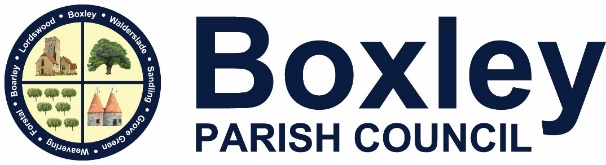 Boarley • Lordswood • Boxley • Walderslade • Sandling • Grove Green • Weavering • Forstal •
Boxley
PARISH COUNCIL